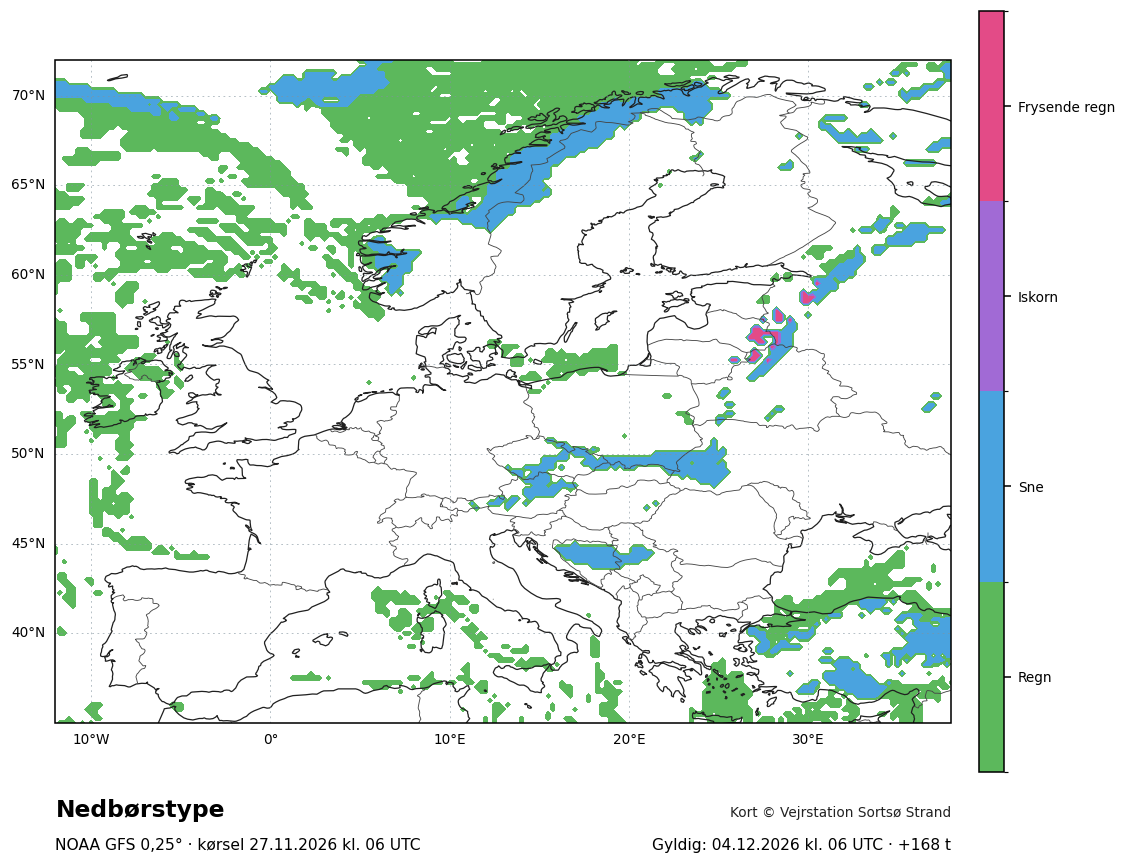 Frysende regn
Iskorn
Sne
Regn
70°N
65°N
60°N
55°N
50°N
45°N
40°N
10°W
0°
10°E
20°E
30°E
Nedbørstype
Kort © Vejrstation Sortsø Strand
NOAA GFS 0,25° · kørsel 27.11.2026 kl. 06 UTC
Gyldig: 04.12.2026 kl. 06 UTC · +168 t